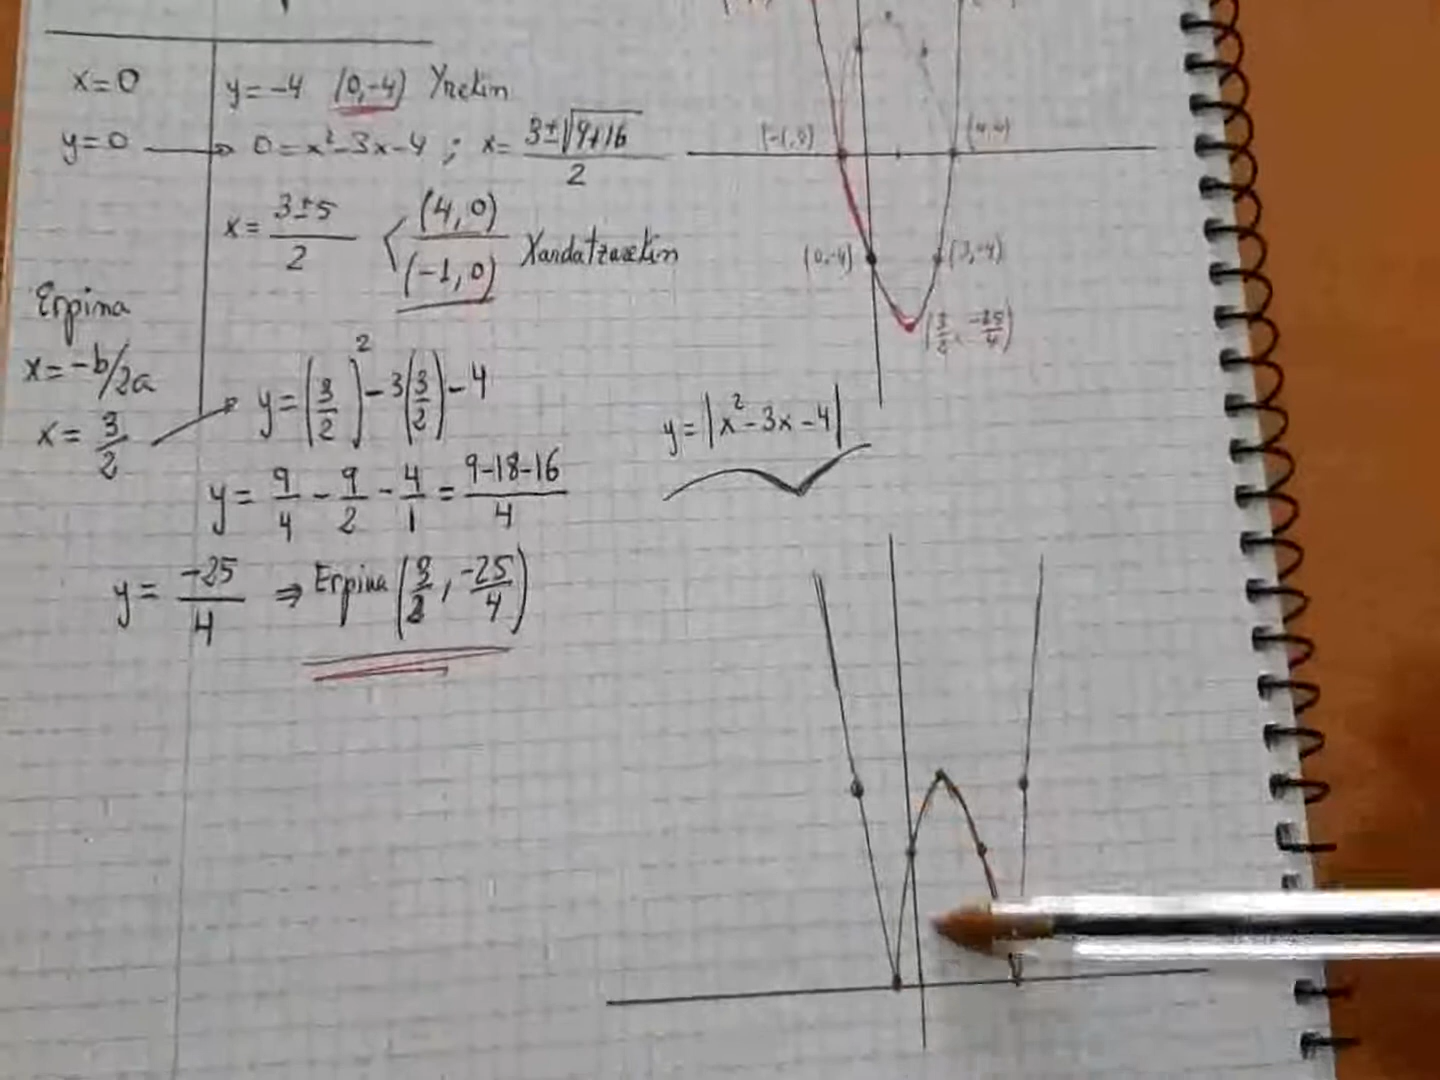 x=0 y=-4 (0,-4) Yrekin
y=0 → 0=x²-3x-4 ; x= 3±√9+16 / 2
x= 3±5 / 2 < (4,0) (-1,0) Xardatzarekin
Erpina
x=-b/2a
x= 3/2 → y=(3/2)²-3(3/2)-4
y= 9/4 - 9/2 - 4/1 = 9-18-16 / 4
y= -25/4 ⇒ Erpina (3/2, -25/4)
(-1,0)
(0,-4) (3,-4)
(3/2, -25/4)
y=|x²-3x-4|